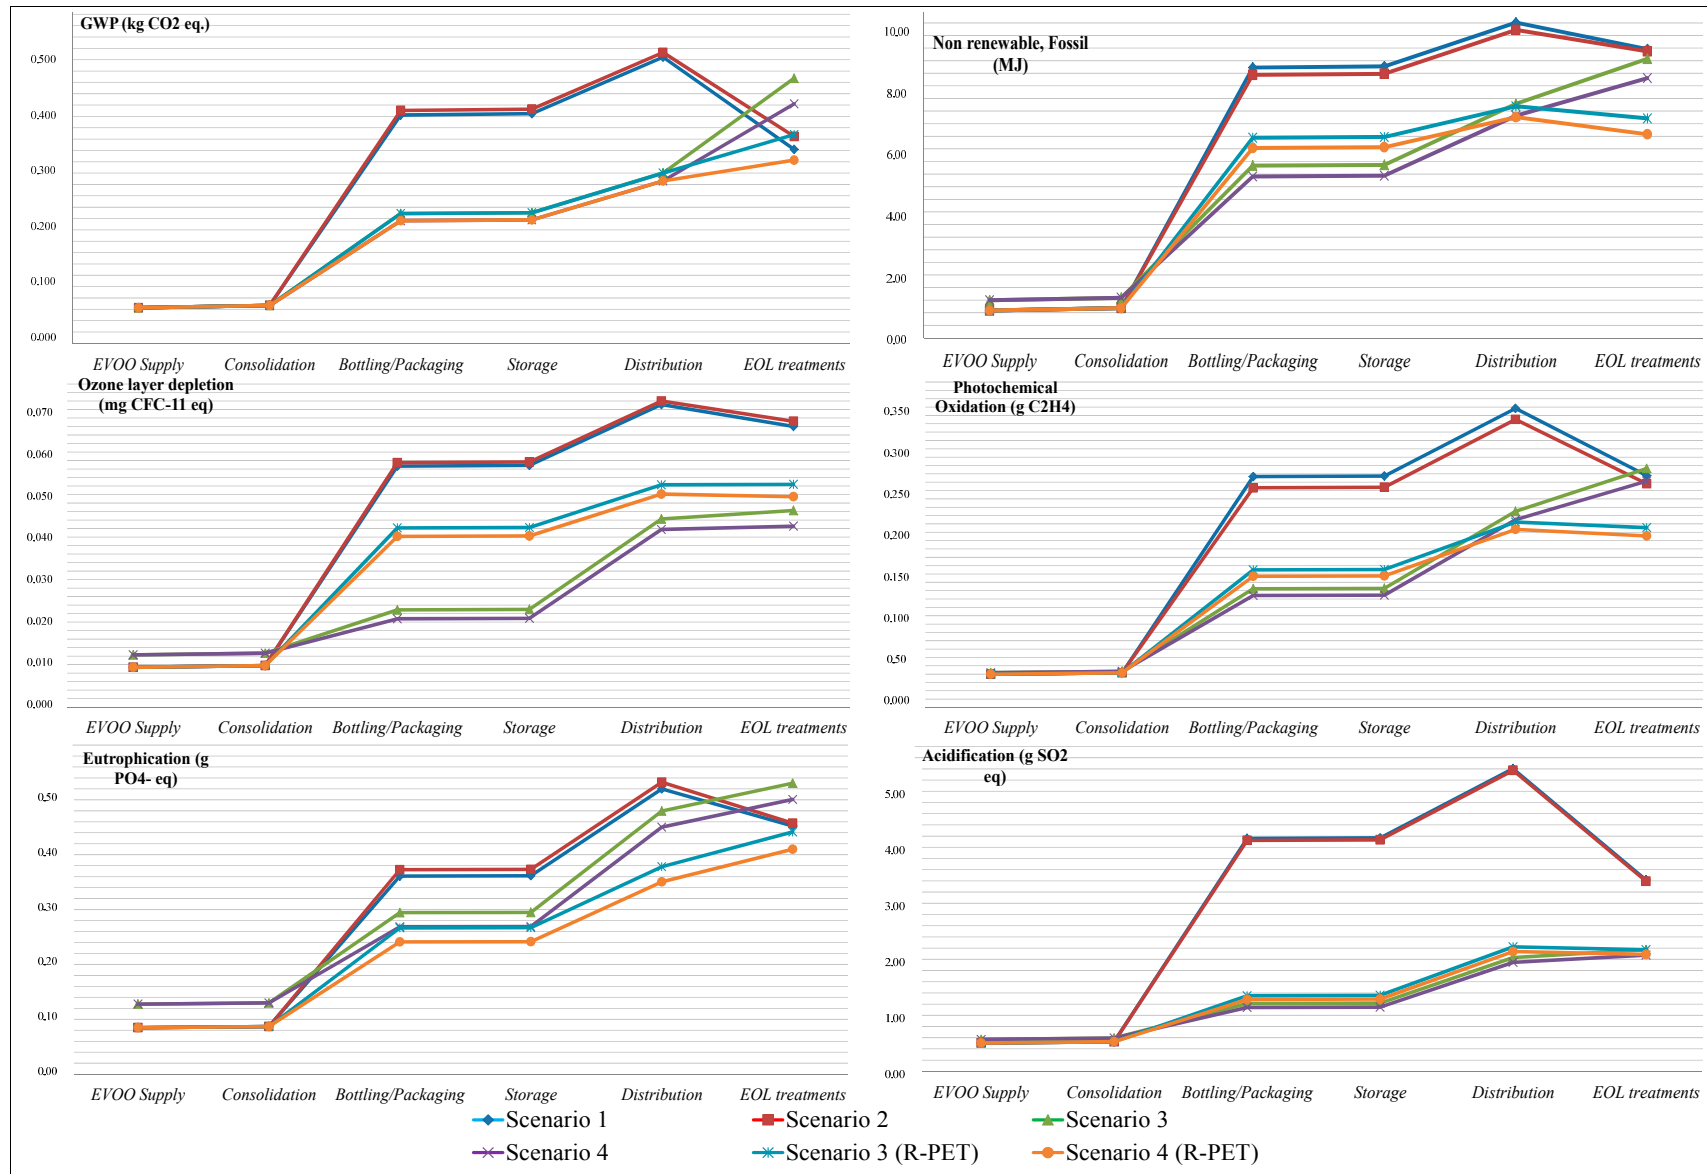 GWP (kg CO2 eq.)
0.500
0.400
0.300
0.200
0.100
0.000
EVOO Supply Consolidation Bottling/Packaging Storage Distribution EOL treatments
Non renewable, Fossil
(MJ)
10.00
8.00
6.00
4.00
2.00
0.00
EVOO Supply Consolidation Bottling/Packaging Storage Distribution EOL treatments
Ozone layer depletion
(mg CFC-11 eq)
0.070
0.060
0.050
0.040
0.030
0.020
0.010
0.000
EVOO Supply Consolidation Bottling/Packaging Storage Distribution EOL treatments
Photochemical
Oxidation (g C2H4)
0,350
0.300
0.250
0.200
0.150
0.100
0,50
0.000
EVOO Supply Consolidation Bottling/Packaging Storage Distribution EOL treatments
Eutrophication (g
PO4- eq)
0.50
0.40
0.30
0.20
0.10
0.00
EVOO Supply Consolidation Bottling/Packaging Storage Distribution EOL treatments
Acidification (g SO2
eq)
5.00
4.00
3.00
2.00
1.00
0.00
EVOO Supply Consolidation Bottling/Packaging Storage Distribution EOL treatments
Scenario 1 Scenario 2 Scenario 3
Scenario 4 Scenario 3 (R-PET) Scenario 4 (R-PET)